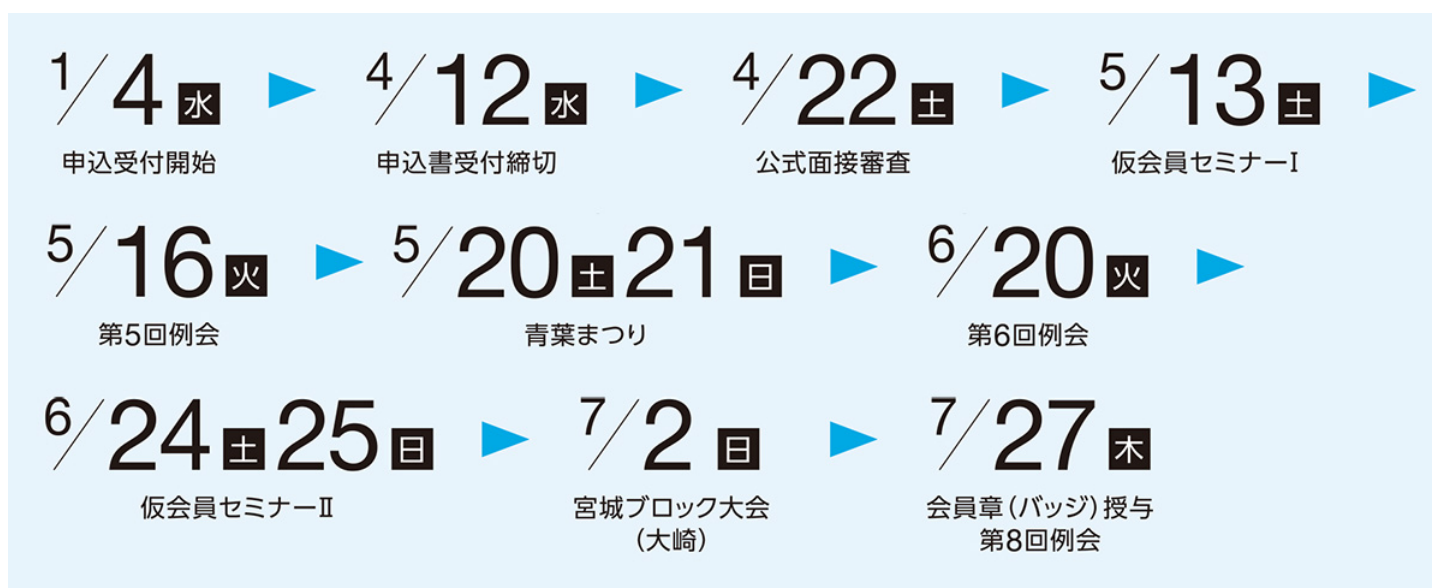 1/4 水 ▶ 4/12 水 ▶ 4/22 土 ▶ 5/13 土 ▶
申込受付開始 申込書受付締切 公式面接審査 仮会員セミナーⅠ
5/16 火 ▶ 5/20 土 21 日 ▶ 6/20 火 ▶
第5回例会 青葉まつり 第6回例会
6/24 土 25 日 ▶ 7/2 日 ▶ 7/27 木
仮会員セミナーⅡ 宮城ブロック大会 会員章(バッジ)授与
(大崎) 第8回例会